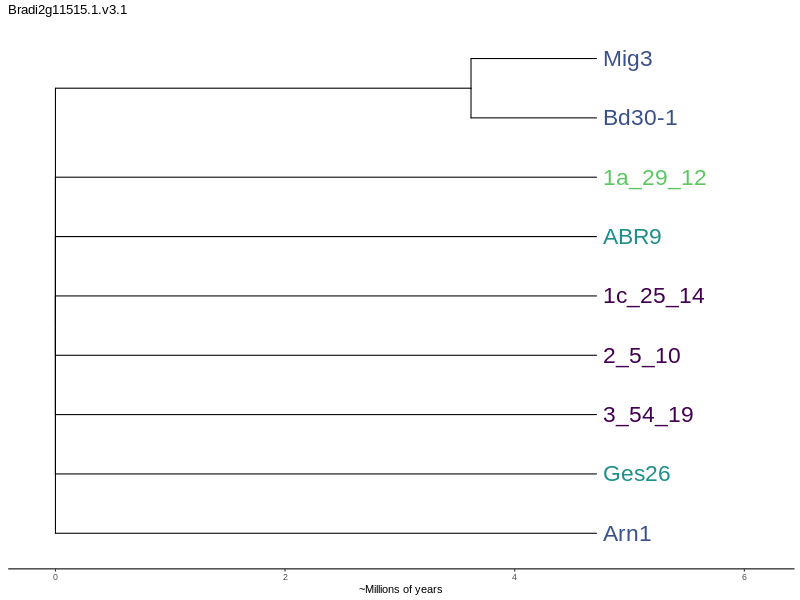 Bradi2g11515.1.v3.1
Mig3
Bd30-1
1a_29_12
ABR9
1c_25_14
2_5_10
3_54_19
Ges26
Arn1
0 2 4 6
~Millions of years